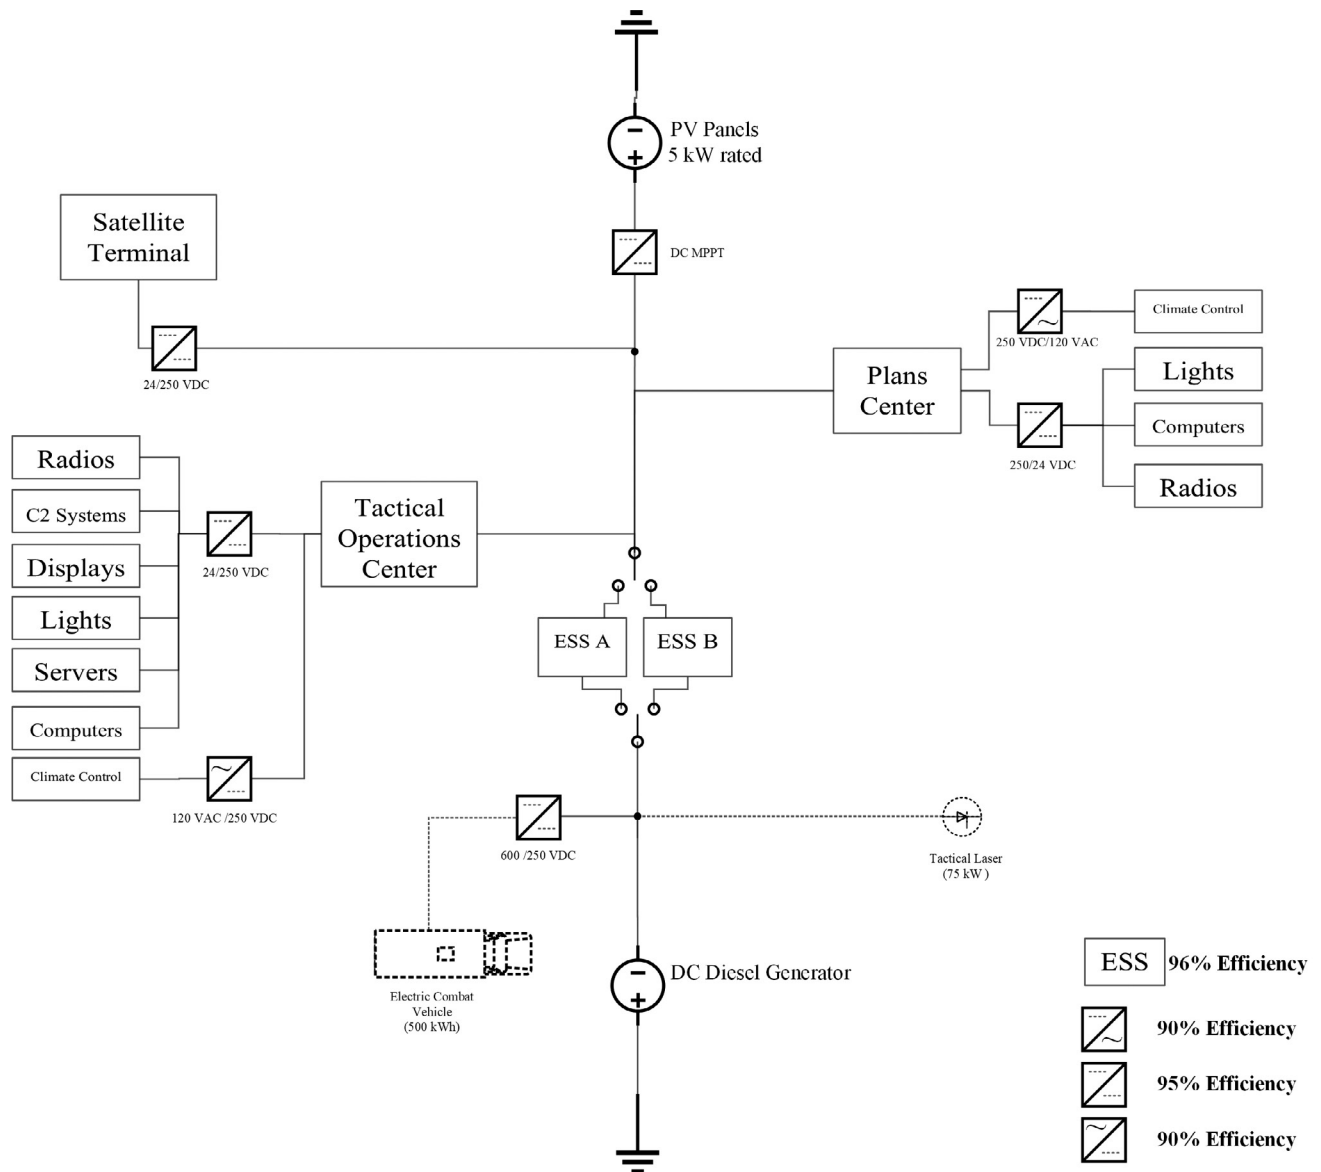 PV Panels
5 kW rated
DC MPPT
Satellite
Terminal
24/250 VDC
Plans
Center
250 VDC/120 VAC
Climate Control
Lights
Computers
Radios
250/24 VDC
Radios
C2 Systems
Displays
Lights
Servers
Computers
Climate Control
24/250 VDC
120 VAC /250 VDC
Tactical
Operations
Center
ESS A
ESS B
600 /250 VDC
Tactical Laser
(75 kW )
Electric Combat
Vehicle
(500 kWh)
DC Diesel Generator
ESS 96% Efficiency
90% Efficiency
95% Efficiency
90% Efficiency